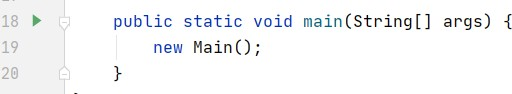 18 public static void main(String[] args) {
19 new Main();
20 }